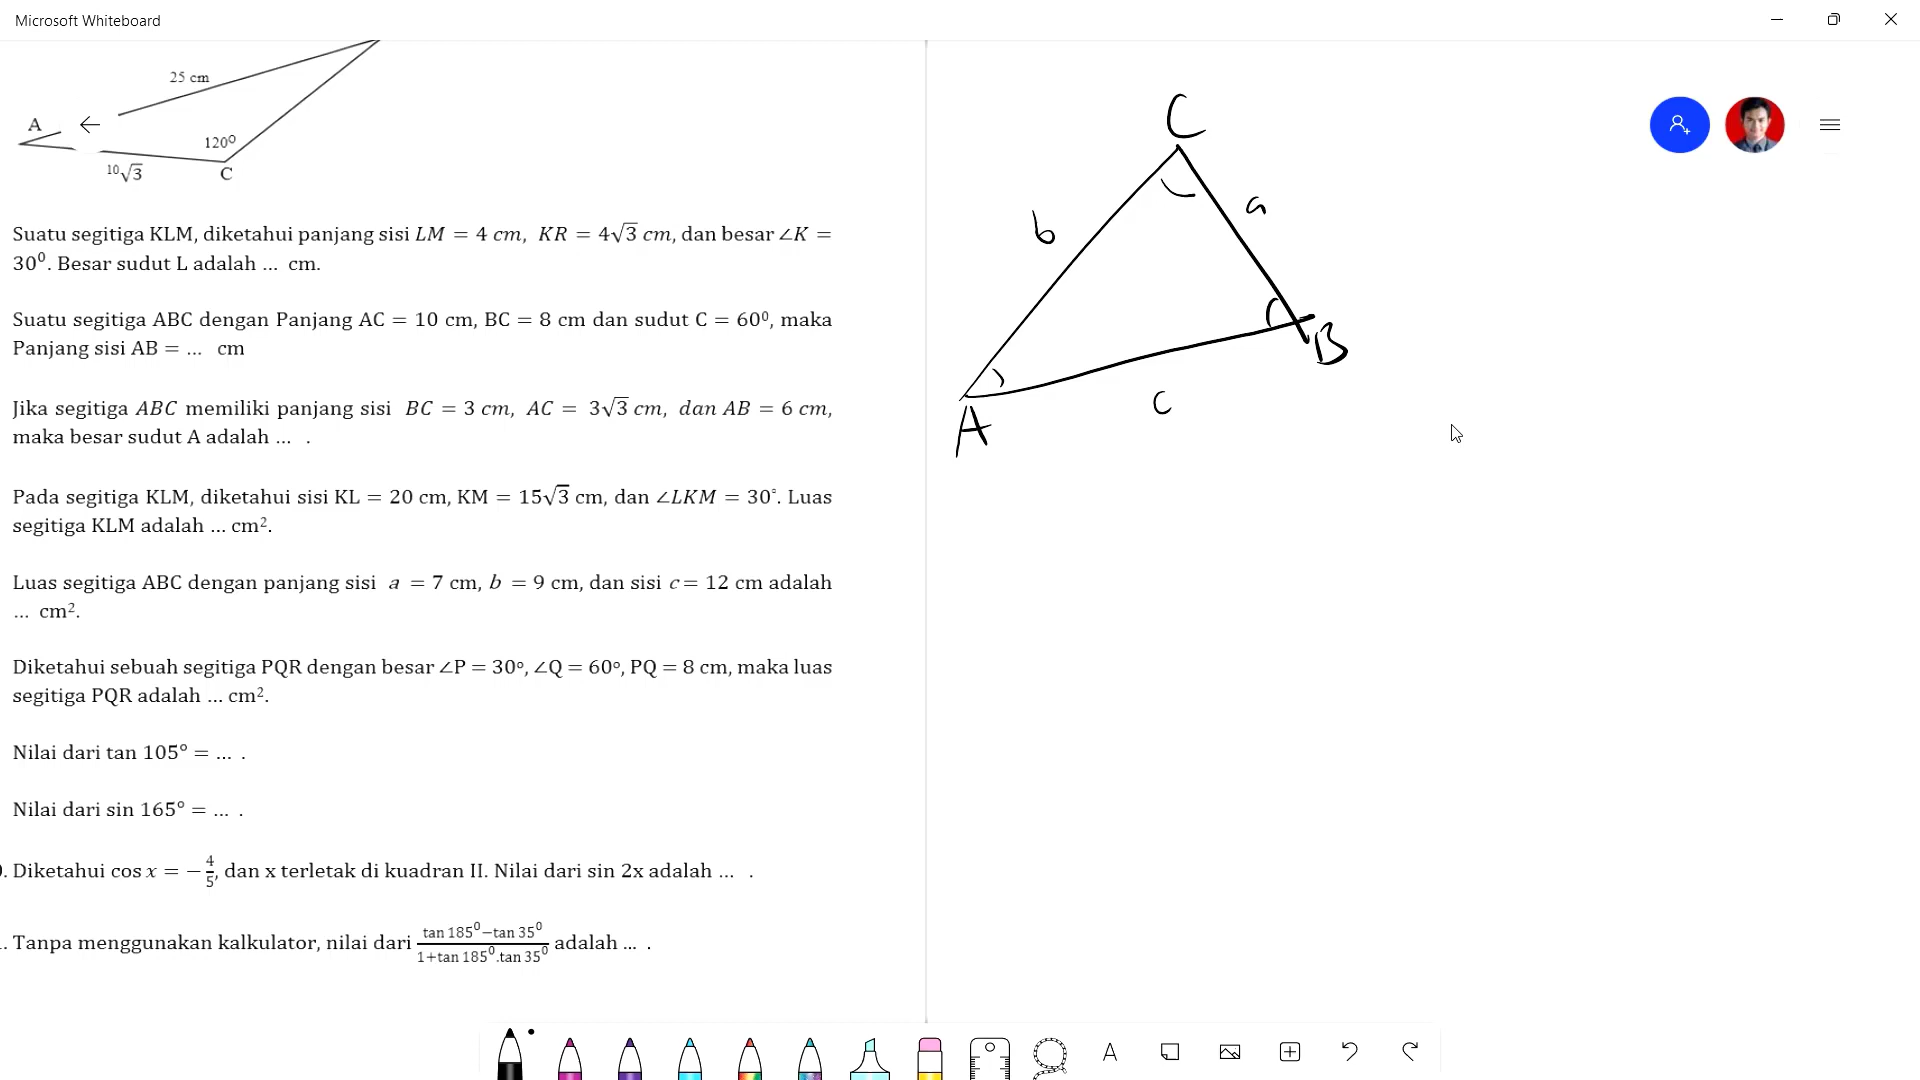 Microsoft Whiteboard
25 cm
A
120⁰
10√3
C
Suatu segitiga KLM, diketahui panjang sisi LM = 4 cm, KR = 4√3 cm, dan besar ∠K =
30⁰. Besar sudut L adalah ... cm.
Suatu segitiga ABC dengan Panjang AC = 10 cm, BC = 8 cm dan sudut C = 60⁰, maka
Panjang sisi AB = ... cm
Jika segitiga ABC memiliki panjang sisi BC = 3 cm, AC = 3√3 cm, dan AB = 6 cm,
maka besar sudut A adalah ... .
Pada segitiga KLM, diketahui sisi KL = 20 cm, KM = 15√3 cm, dan ∠LKM = 30°. Luas
segitiga KLM adalah ... cm².
Luas segitiga ABC dengan panjang sisi a = 7 cm, b = 9 cm, dan sisi c = 12 cm adalah
... cm².
Diketahui sebuah segitiga PQR dengan besar ∠P = 30°, ∠Q = 60°, PQ = 8 cm, maka luas
segitiga PQR adalah ... cm².
Nilai dari tan 105° = ... .
Nilai dari sin 165° = ... .
. Diketahui cos x = −4/5, dan x terletak di kuadran II. Nilai dari sin 2x adalah ... .
. Tanpa menggunakan kalkulator, nilai dari (tan 185⁰−tan 35⁰)/(1+tan 185⁰.tan 35⁰) adalah ... .
C
b
a
B
c
A
A